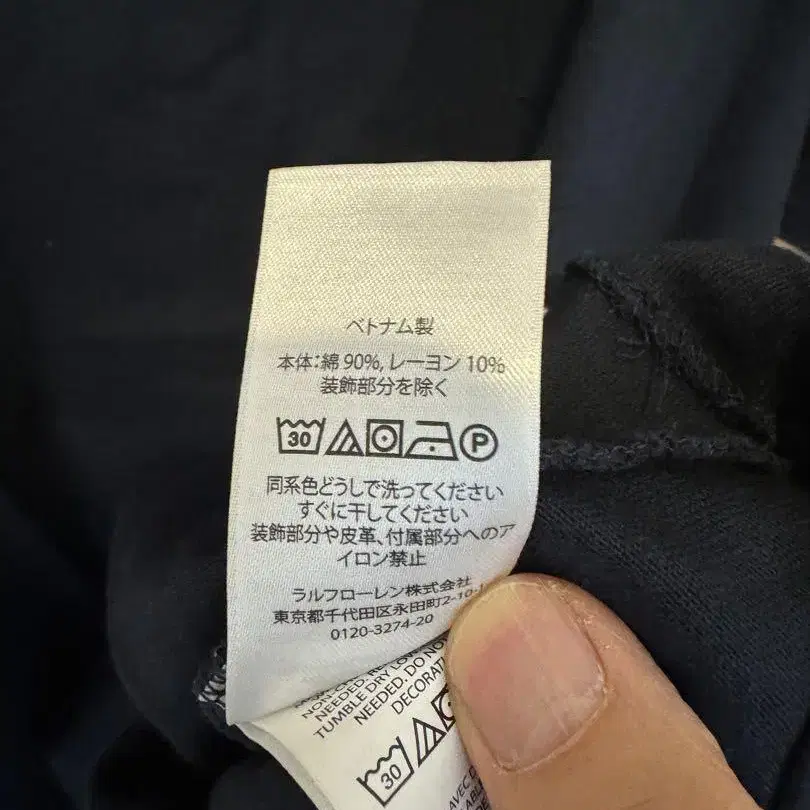 ベトナム製
本体：綿 90%, レーヨン 10%
装飾部分を除く
30 P
同系色どうしで洗ってください
すぐに干してください
装飾部分や皮革、付属部分へのア
イロン禁止
ラルフローレン株式会社
東京都千代田区永田町2-10-
0120-3274-20
NEEDED.
TUMBLE DRY LOW
NEEDED. DO NO
DECORATI
30